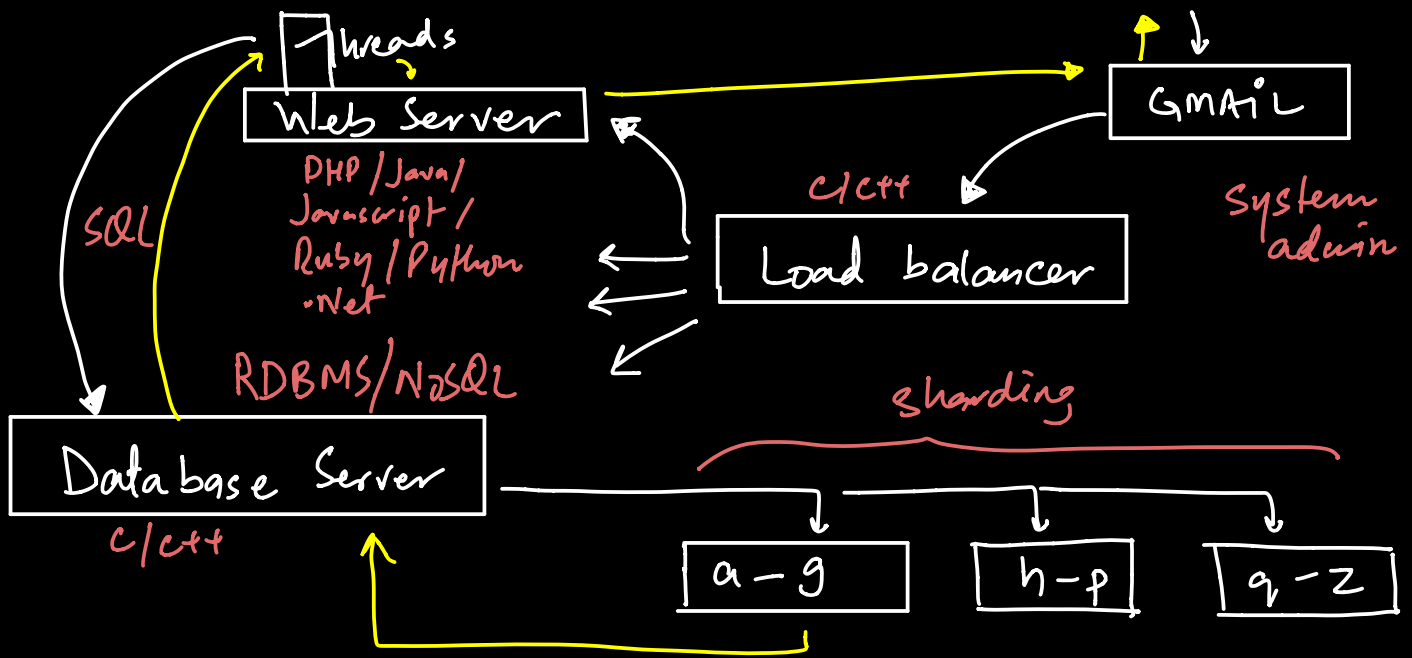 Threads
Web Server
GMAIL
PHP/Java/
Javascript/
Ruby/Python
.Net
C/C++
System
admin
SQL
Load balancer
RDBMS/NoSQL
sharding
Database Server
C/C++
a-g
h-p
q-z